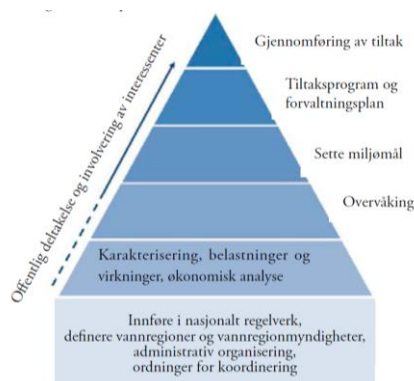 Gjennomføring av tiltak
Tiltaksprogram og
forvaltningsplan
Sette miljømål
Overvåking
Offentlig deltakelse og involvering av interessenter
Karakterisering, belastninger og
virkninger, økonomisk analyse
Innføre i nasjonalt regelverk,
definere vannregioner og vannregionmyndigheter,
administrativ organisering,
ordninger for koordinering